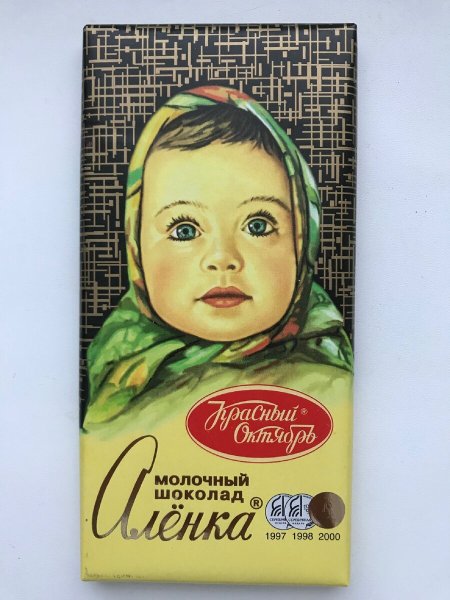 Красный®
Октябрь
МОЛОЧНЫЙ
ШОКОЛАД
Алёнка®
1997 1998 2000